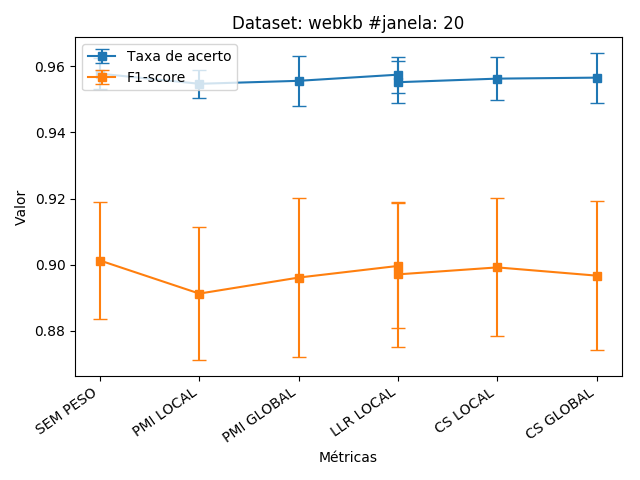 Dataset: webkb #janela: 20
Taxa de acerto
F1-score
Valor
0.96
0.94
0.92
0.90
0.88
SEM PESO
PMI LOCAL
PMI GLOBAL
LLR LOCAL
CS LOCAL
CS GLOBAL
Métricas